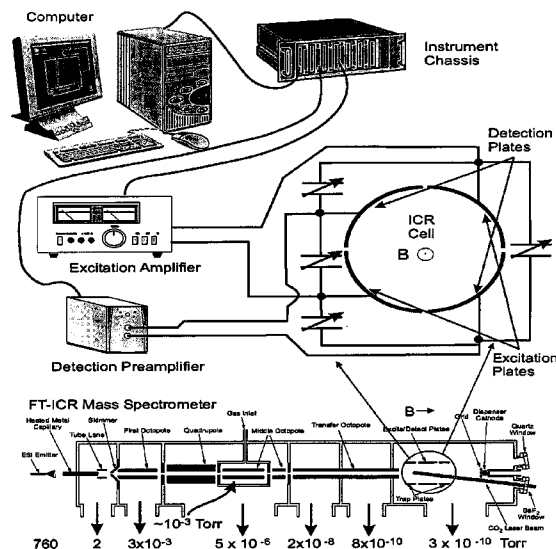 Computer
Instrument
Chassis
Detection
Plates
ICR
Cell
B
Excitation Amplifier
Detection Preamplifier
Excitation
Plates
FT-ICR Mass Spectrometer
Gas Inlet
B →
Grid
Dispenser
Cathode
Heated Metal
Capillary
Skimmer
First Octopole
Quadrupole
Middle Octopole
Transfer Octopole
Excite/Detect Plates
Quartz
Window
ESI Emitter
Tube Lens
Trap Plates
BaF2
Window
CO2 Laser Beam
~10-3 Torr
760 2 3x10-3 5 x 10-6 2x10-8 8x10-10 3 x 10-10 Torr